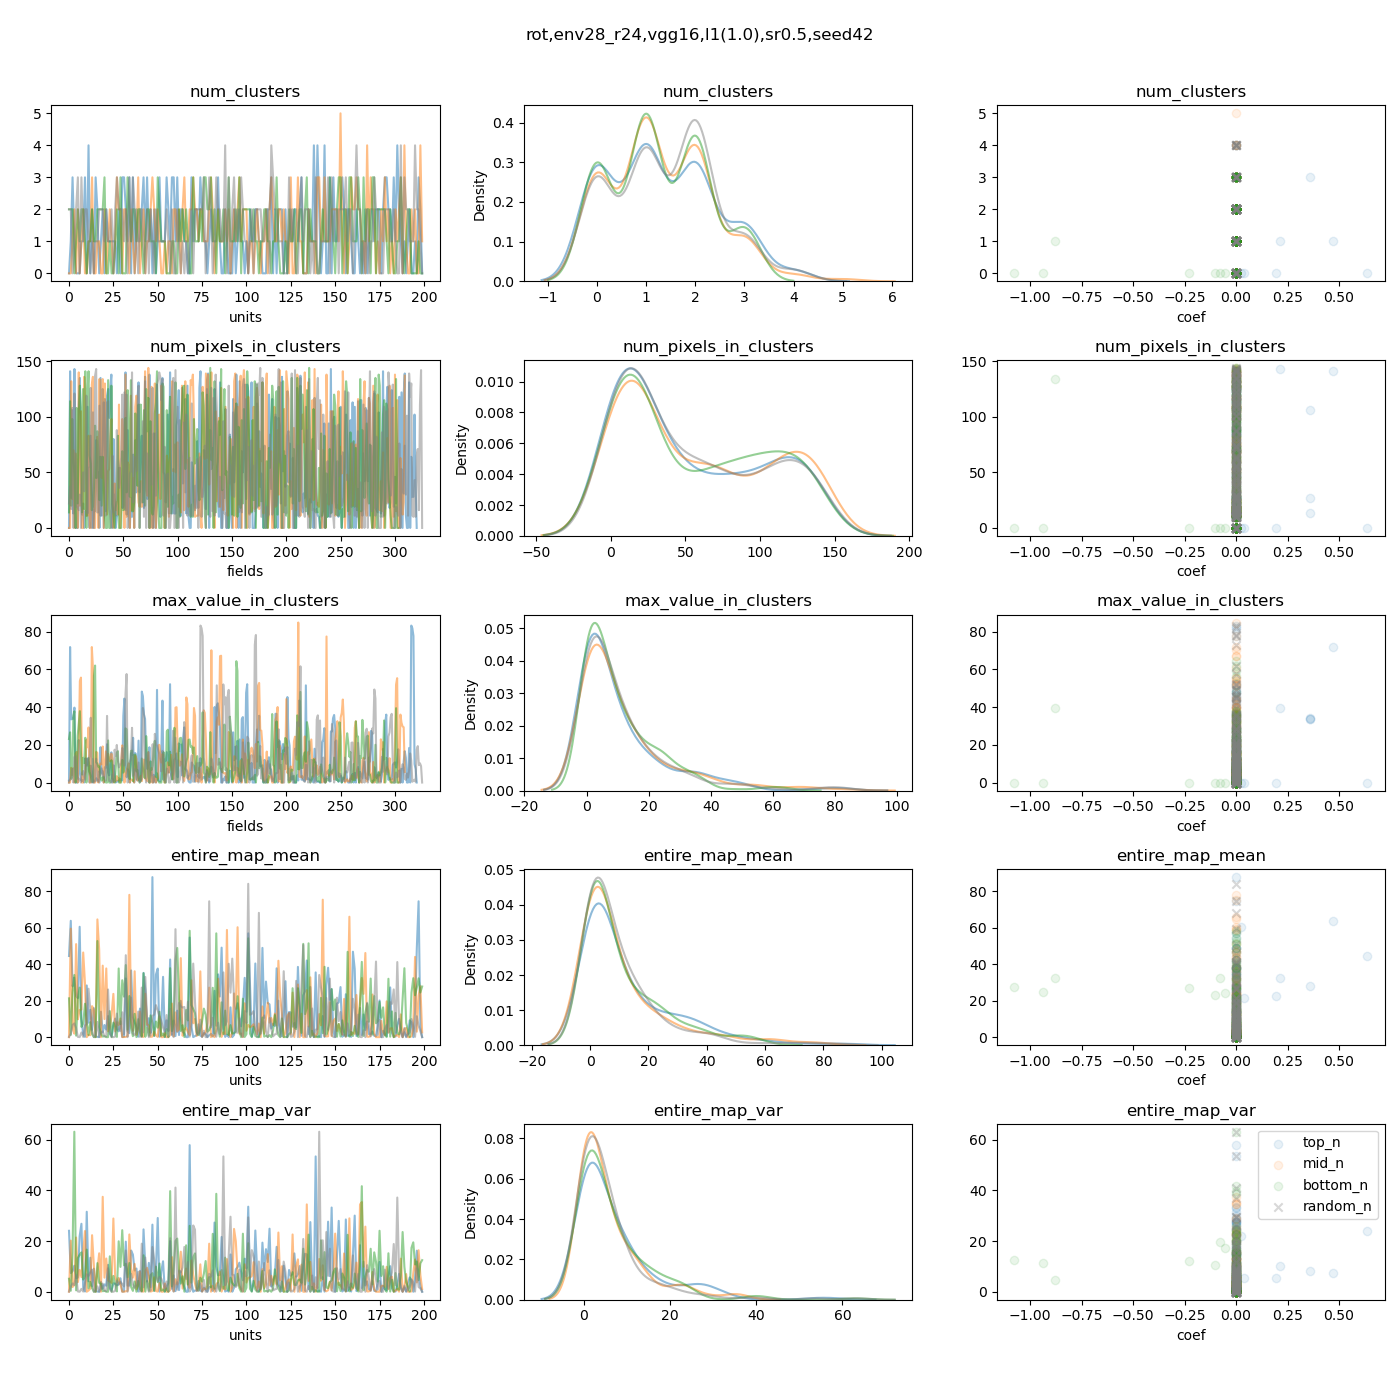 rot,env28_r24,vgg16,l1(1.0),sr0.5,seed42
num_clusters
num_clusters
num_clusters
5
4
3
2
1
0
0 25 50 75 100 125 150 175 200
units
Density
0.4
0.3
0.2
0.1
0.0
−1 0 1 2 3 4 5 6
5
4
3
2
1
0
−1.00 −0.75 −0.50 −0.25 0.00 0.25 0.50
coef
num_pixels_in_clusters
num_pixels_in_clusters
num_pixels_in_clusters
150
100
50
0
0 50 100 150 200 250 300
fields
Density
0.010
0.008
0.006
0.004
0.002
0.000
−50 0 50 100 150 200
150
100
50
0
−1.00 −0.75 −0.50 −0.25 0.00 0.25 0.50
coef
max_value_in_clusters
max_value_in_clusters
max_value_in_clusters
80
60
40
20
0
0 50 100 150 200 250 300
fields
Density
0.05
0.04
0.03
0.02
0.01
0.00
−20 0 20 40 60 80 100
80
60
40
20
0
−1.00 −0.75 −0.50 −0.25 0.00 0.25 0.50
coef
entire_map_mean
entire_map_mean
entire_map_mean
80
60
40
20
0
0 25 50 75 100 125 150 175 200
units
Density
0.05
0.04
0.03
0.02
0.01
0.00
−20 0 20 40 60 80 100
80
60
40
20
0
−1.00 −0.75 −0.50 −0.25 0.00 0.25 0.50
coef
entire_map_var
entire_map_var
entire_map_var
60
40
20
0
0 25 50 75 100 125 150 175 200
units
Density
0.08
0.06
0.04
0.02
0.00
0 20 40 60
60
40
20
0
−1.00 −0.75 −0.50 −0.25 0.00 0.25 0.50
coef
top_n
mid_n
bottom_n
random_n